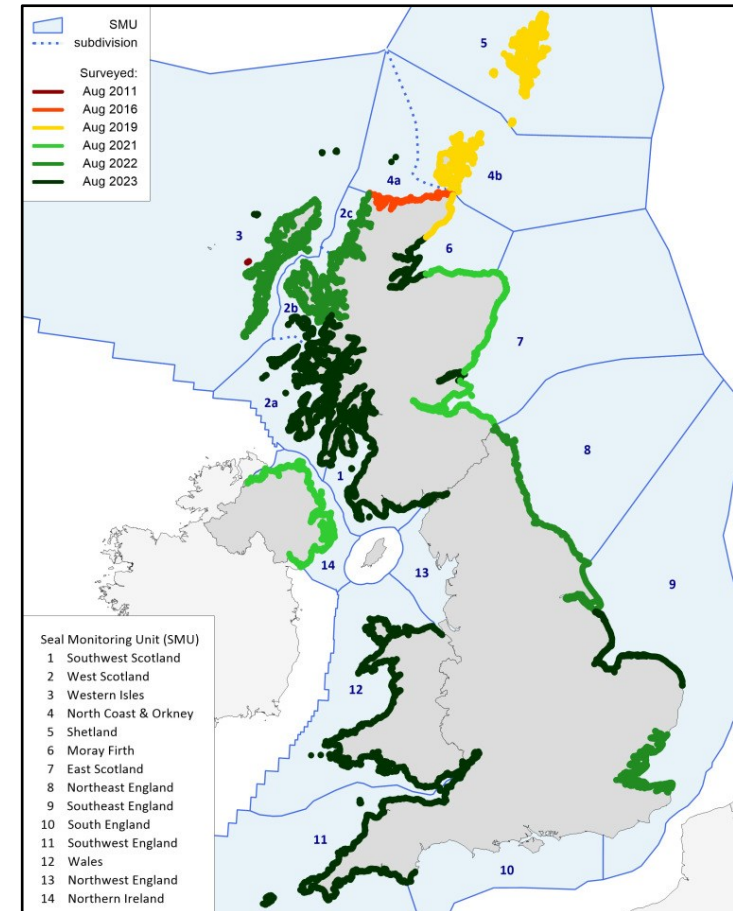 SMU
subdivision
Surveyed:
Aug 2011
Aug 2016
Aug 2019
Aug 2021
Aug 2022
Aug 2023
5
4a
4b
2c
3
6
2b
7
2a
8
1
14
13
9
12
11
10
Seal Monitoring Unit (SMU)
1 Southwest Scotland
2 West Scotland
3 Western Isles
4 North Coast & Orkney
5 Shetland
6 Moray Firth
7 East Scotland
8 Northeast England
9 Southeast England
10 South England
11 Southwest England
12 Wales
13 Northwest England
14 Northern Ireland